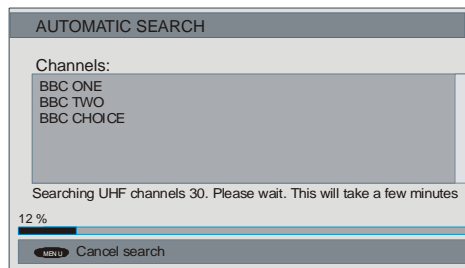 AUTOMATIC SEARCH
Channels:
BBC ONE
BBC TWO
BBC CHOICE
Searching UHF channels 30. Please wait. This will take a few minutes
12 %
MENU Cancel search